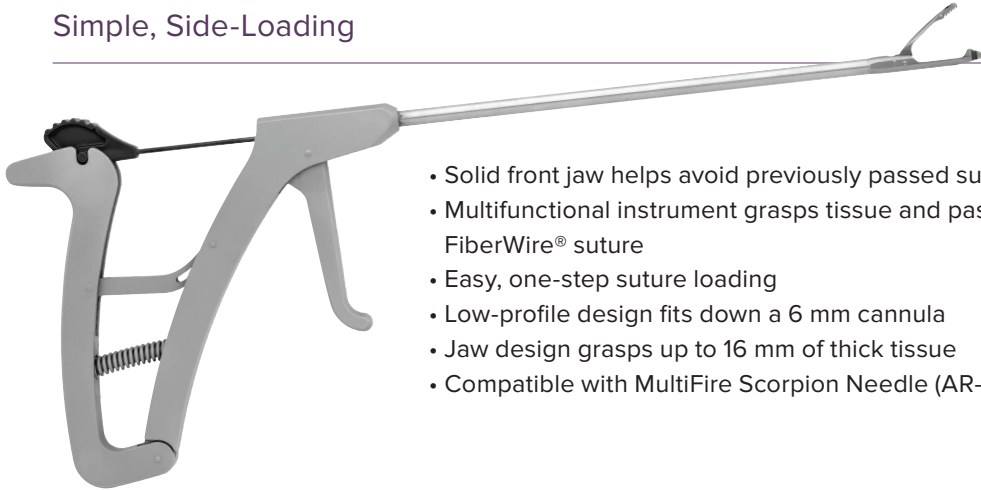 Simple, Side-Loading
• Solid front jaw helps avoid previously passed
• Multifunctional instrument grasps tissue and
FiberWire® suture
• Easy, one-step suture loading
• Low-profile design fits down a 6 mm cannula
• Jaw design grasps up to 16 mm of thick tissue
• Compatible with MultiFire Scorpion Needle (AR-